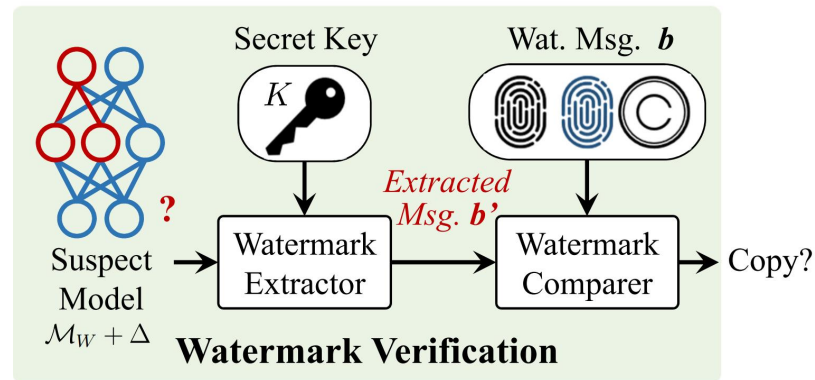 Secret Key
Wat. Msg. b
K
Extracted
Msg. b’
?
Suspect
Model
M_W + Δ
Watermark
Extractor
Watermark
Comparer
Copy?
Watermark Verification